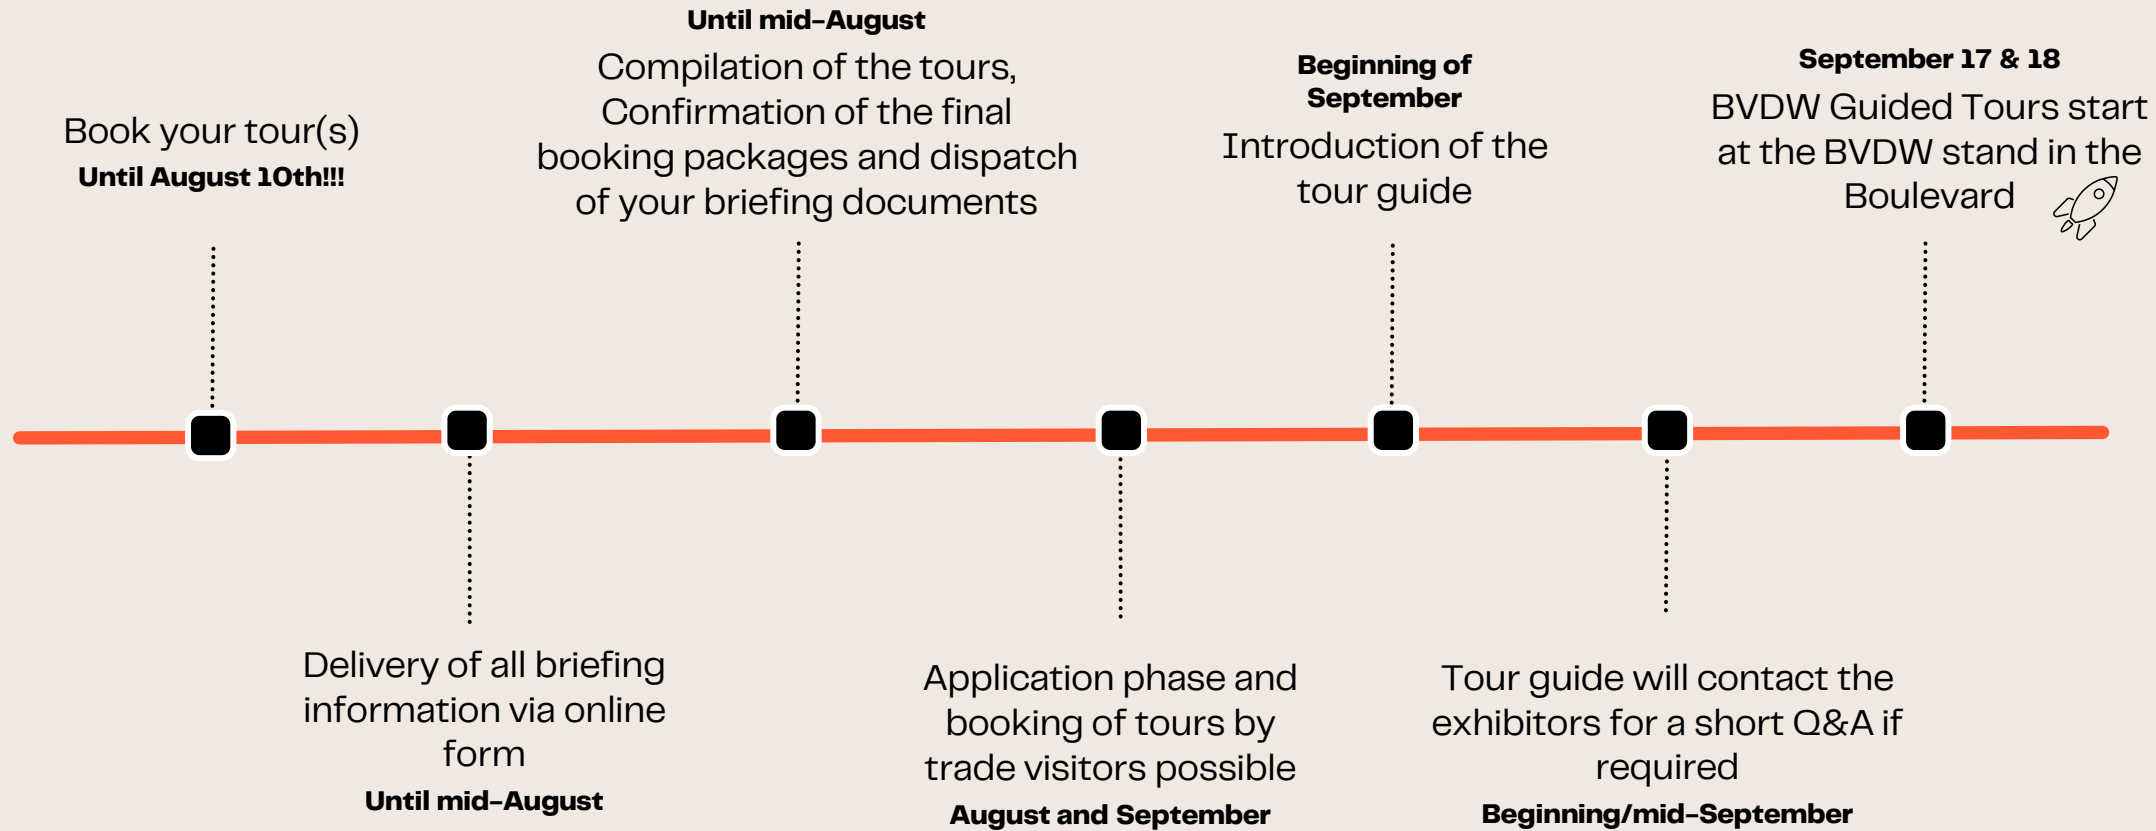 Book your tour(s)
Until August 10th!!!
Delivery of all briefing
information via online
form
Until mid-August
Until mid-August
Compilation of the tours,
Confirmation of the final
booking packages and dispatch
of your briefing documents
Application phase and
booking of tours by
trade visitors possible
August and September
Beginning of
September
Introduction of the
tour guide
Tour guide will contact the
exhibitors for a short Q&A if
required
Beginning/mid-September
September 17 & 18
BVDW Guided Tours start
at the BVDW stand in the
Boulevard